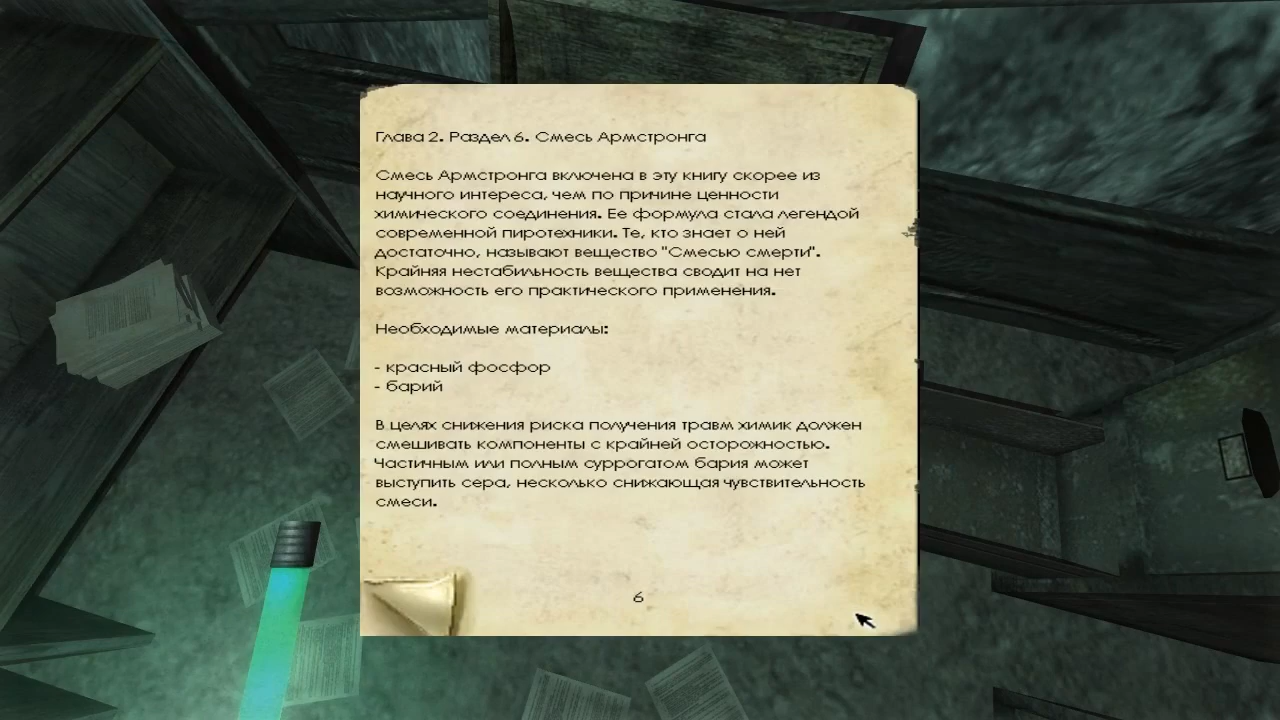 Глава 2. Раздел 6. Смесь Армстронга
Смесь Армстронга включена в эту книгу скорее из
научного интереса, чем по причине ценности
химического соединения. Ее формула стала легендой
современной пиротехники. Те, кто знает о ней
достаточно, называют вещество "Смесью смерти".
Крайняя нестабильность вещества сводит на нет
возможность его практического применения.
Необходимые материалы:
- красный фосфор
- барий
В целях снижения риска получения травм химик должен
смешивать компоненты с крайней осторожностью.
Частичным или полным суррогатом бария может
выступить сера, несколько снижающая чувствительность
смеси.
6